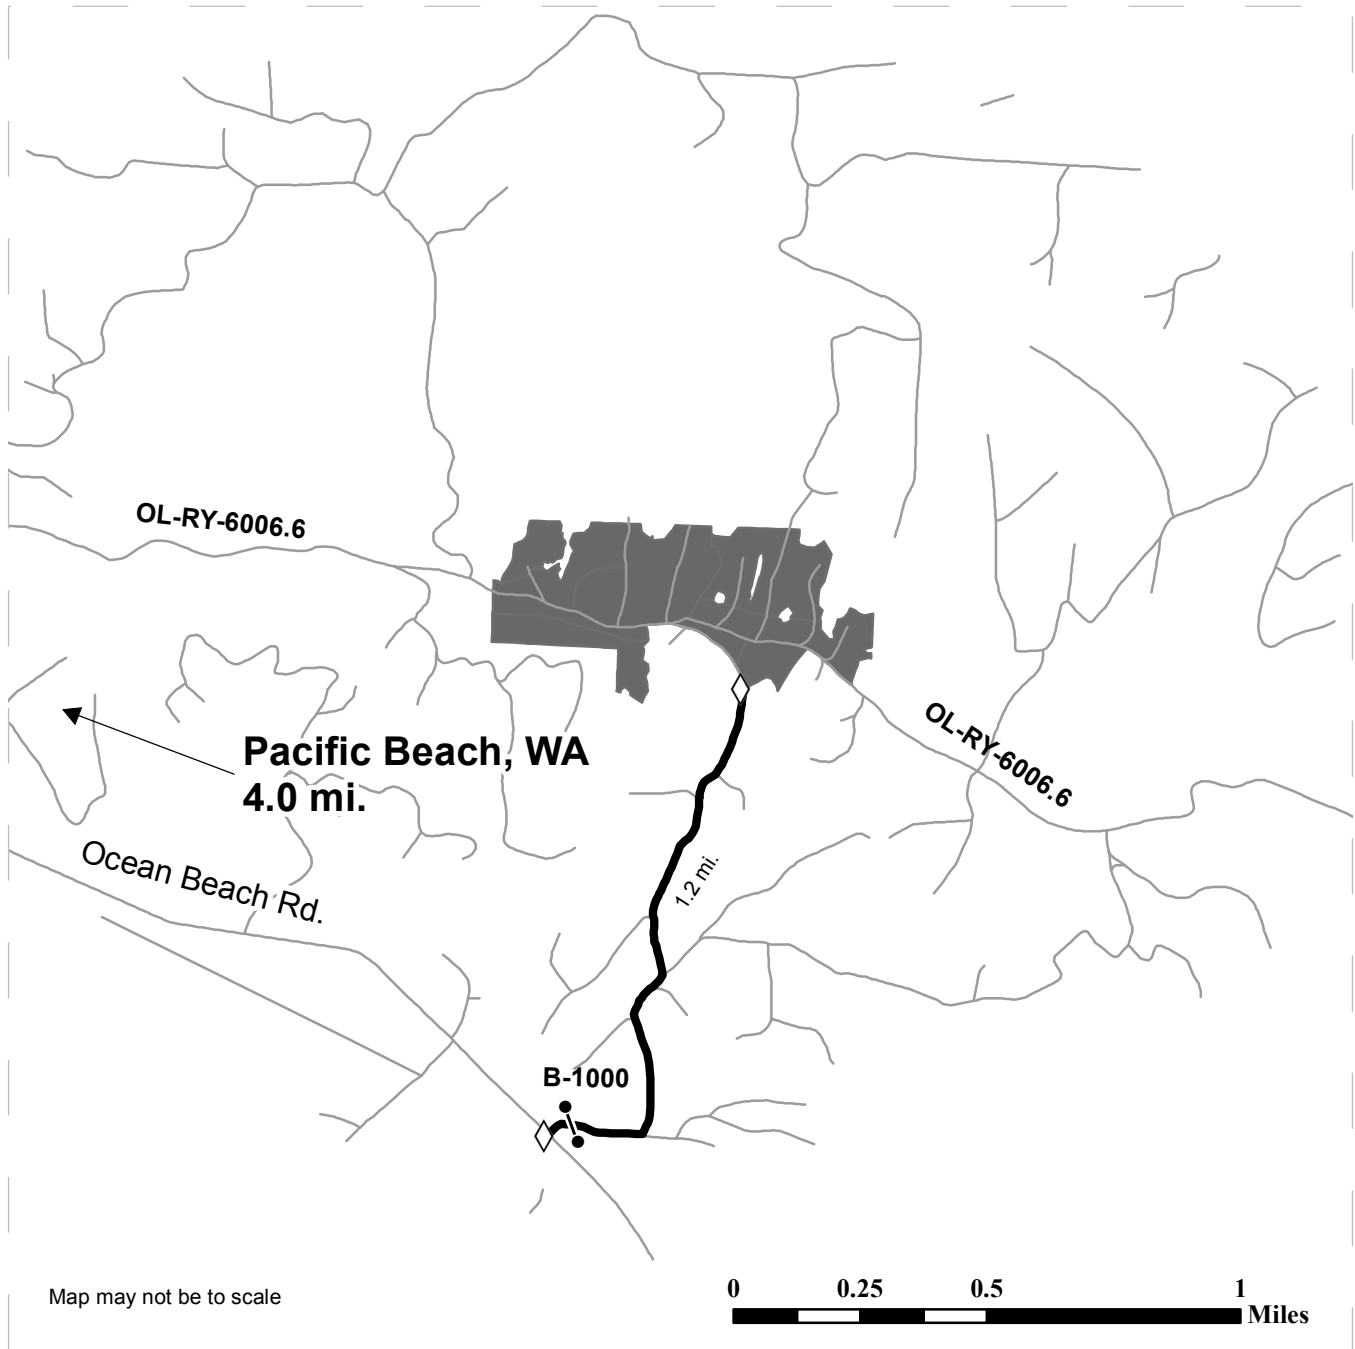 OL-RY-6006.6
OL-RY-6006.6
Pacific Beach, WA
4.0 mi.
Ocean Beach Rd.
1.2 mi.
B-1000
Map may not be to scale
0 0.25 0.5 1
Miles